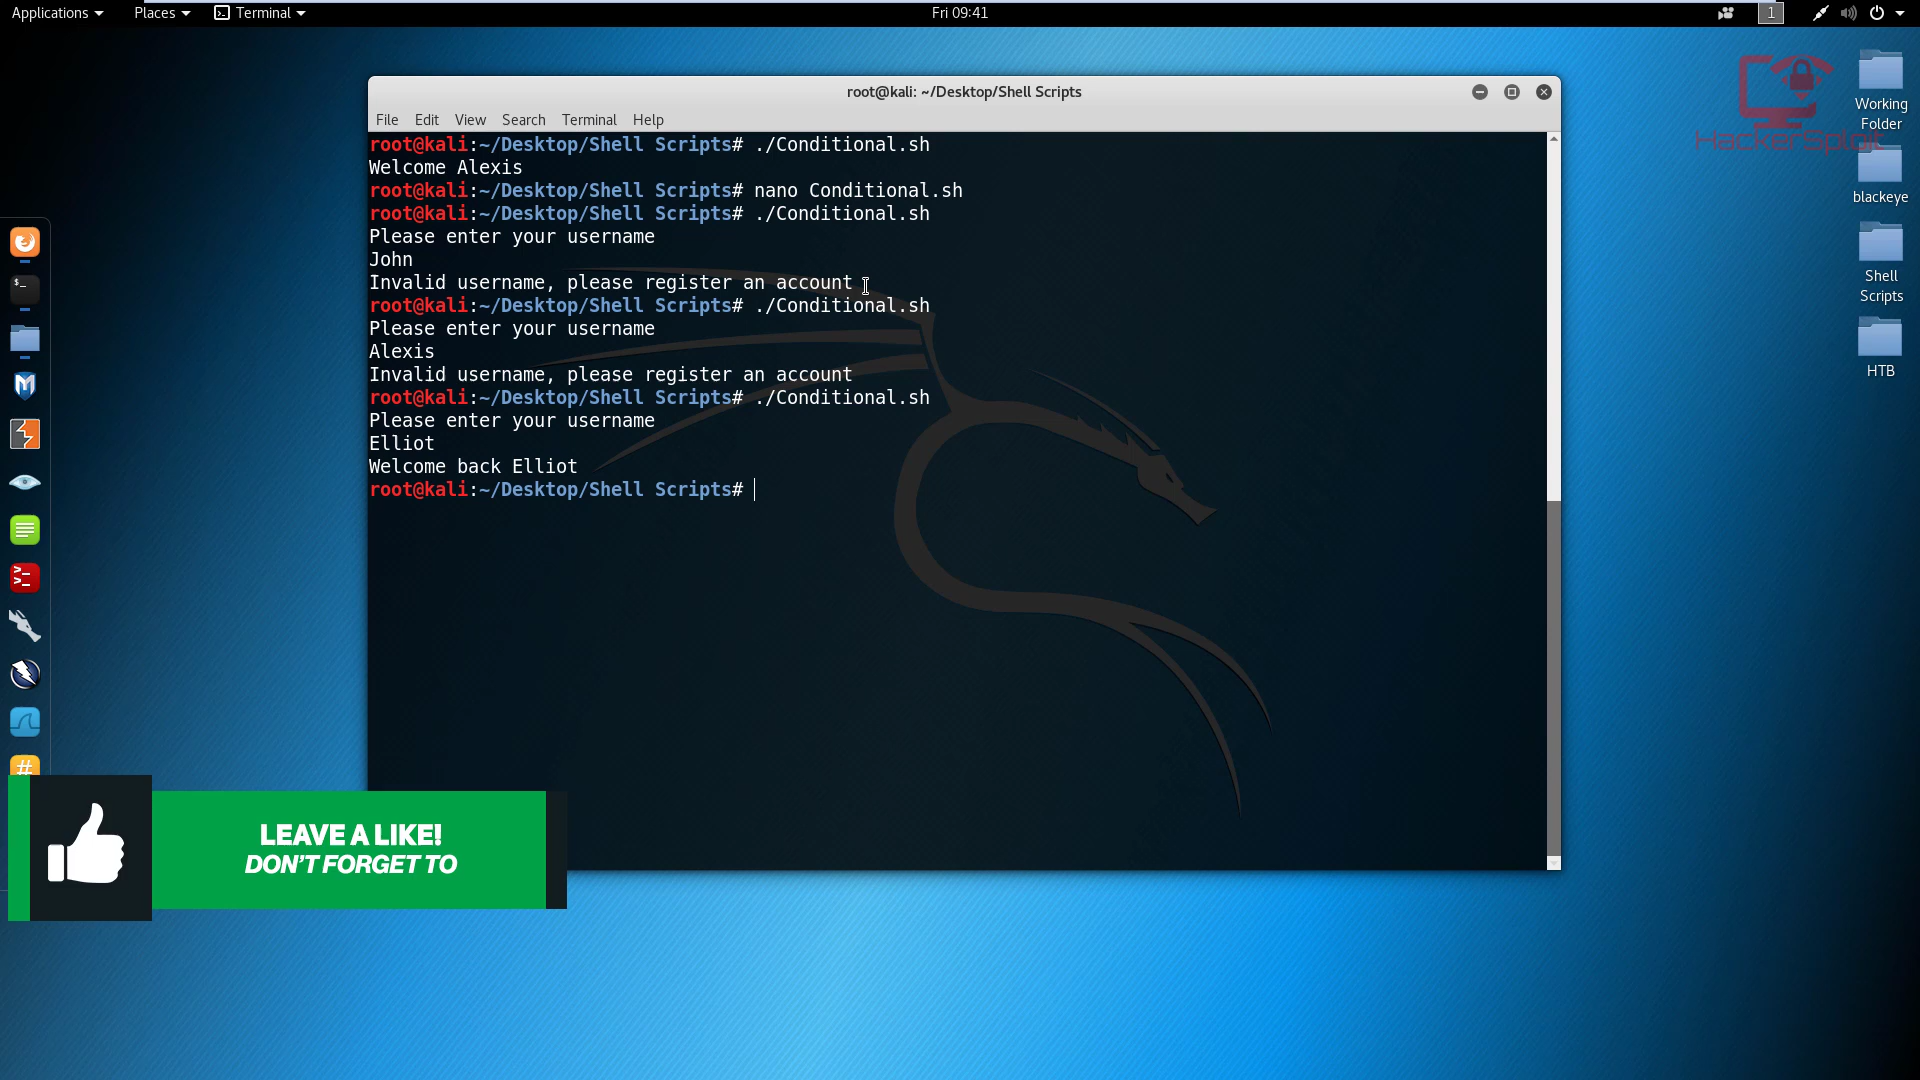 Applications Places Terminal Fri 09:41 1
root@kali: ~/Desktop/Shell Scripts
File Edit View Search Terminal Help
root@kali:~/Desktop/Shell Scripts# ./Conditional.sh
Welcome Alexis
root@kali:~/Desktop/Shell Scripts# nano Conditional.sh
root@kali:~/Desktop/Shell Scripts# ./Conditional.sh
Please enter your username
John
Invalid username, please register an account
root@kali:~/Desktop/Shell Scripts# ./Conditional.sh
Please enter your username
Alexis
Invalid username, please register an account
root@kali:~/Desktop/Shell Scripts# ./Conditional.sh
Please enter your username
Elliot
Welcome back Elliot
root@kali:~/Desktop/Shell Scripts#
Working
Folder
HackerSploit
blackeye
Shell
Scripts
HTB
LEAVE A LIKE!
DON'T FORGET TO